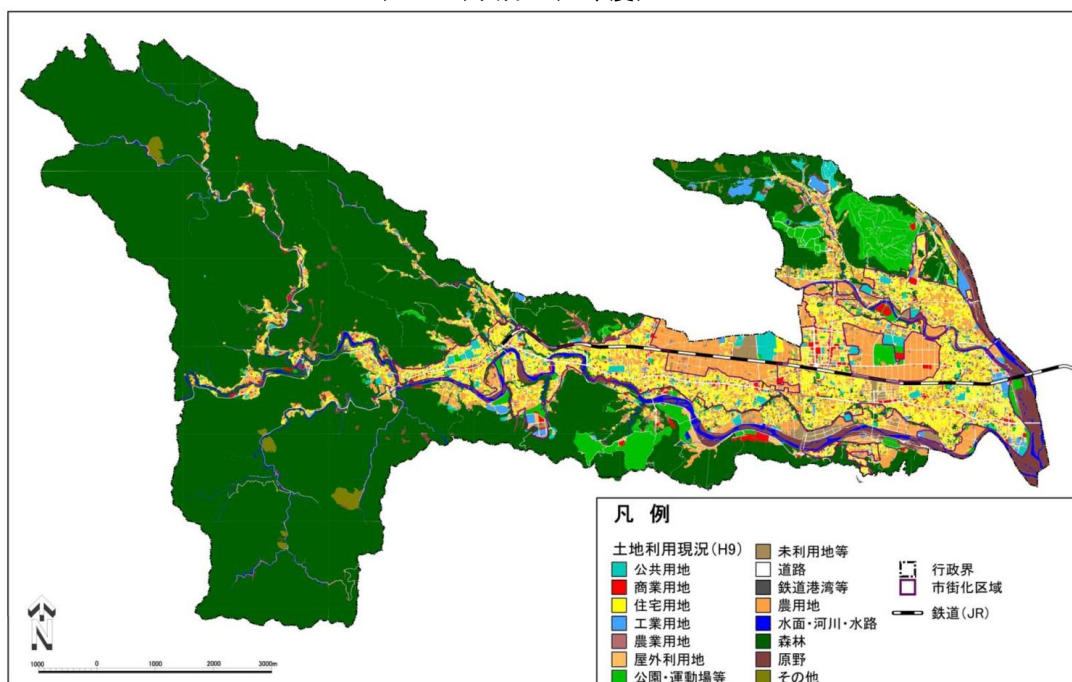 凡 例
土地利用現況(H9)
公共用地
商業用地
住宅用地
工業用地
農業用地
屋外利用地
公園・運動場等
未利用地等
道路
鉄道港湾等
農用地
水面・河川・水路
森林
原野
その他
行政界
市街化区域
鉄道(JR)
N
1000 0 1000 2000 3000m